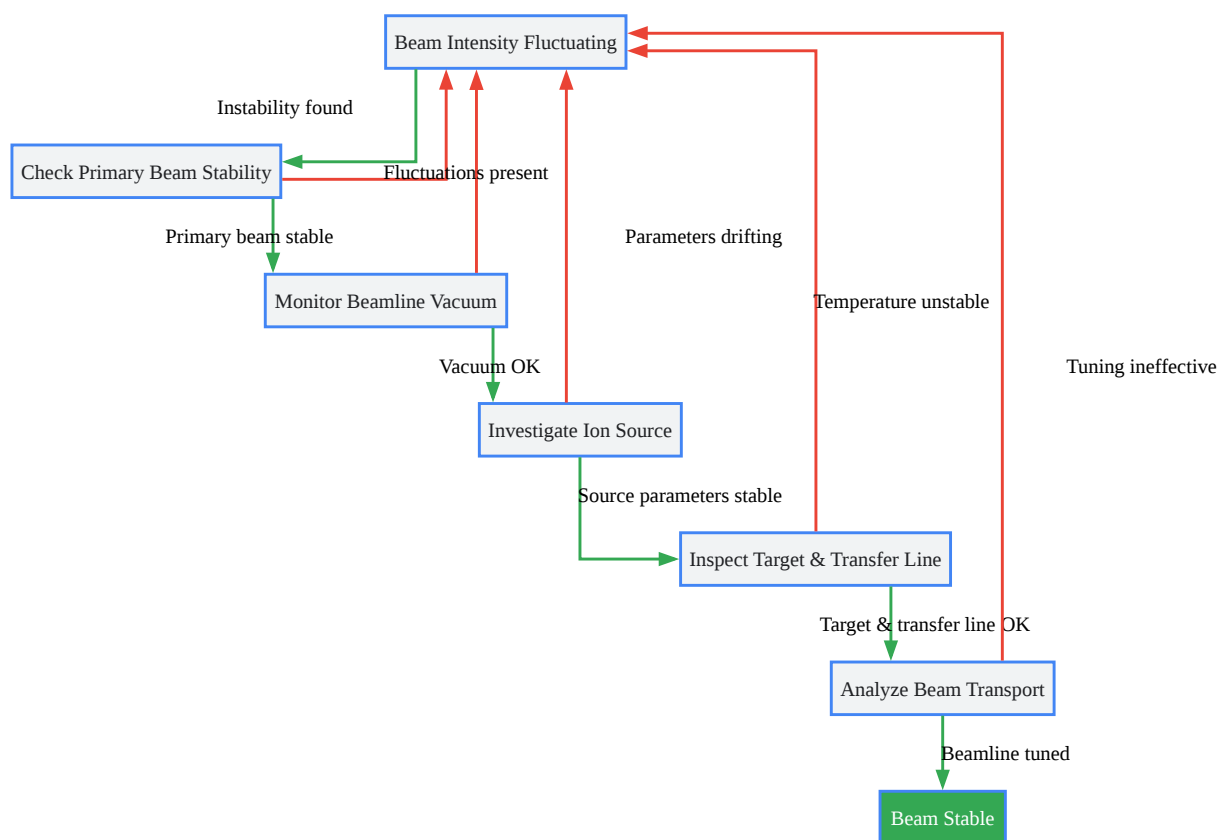 Beam Intensity Fluctuating
Instability found
Check Primary Beam Stability
Fluctuations present
Primary beam stable
Parameters drifting
Monitor Beamline Vacuum
Temperature unstable
Vacuum OK
Tuning ineffective
Investigate Ion Source
Source parameters stable
Inspect Target & Transfer Line
Target & transfer line OK
Analyze Beam Transport
Beamline tuned
Beam Stable